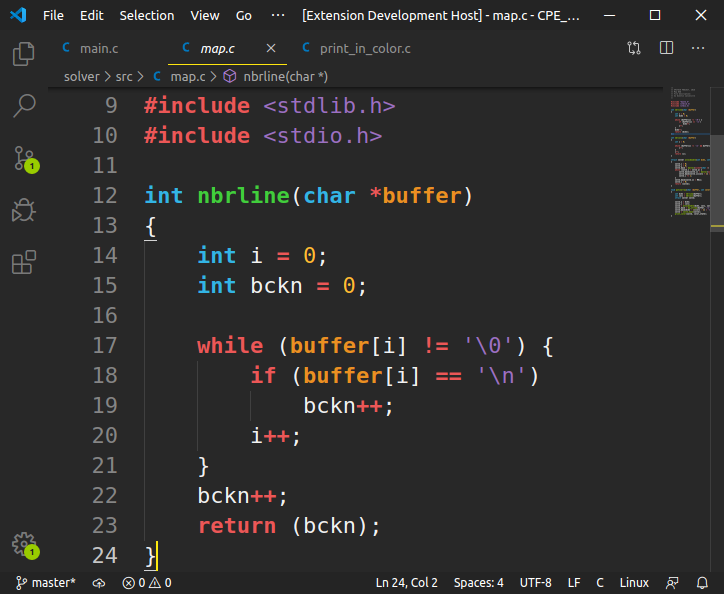 File Edit Selection View Go ··· [Extension Development Host] - map.c - CPE_...
C main.c C map.c C print_in_color.c
solver > src > C map.c > nbrline(char *)
9 #include <stdlib.h>
10 #include <stdio.h>
11
12 int nbrline(char *buffer)
13 {
14 int i = 0;
15 int bckn = 0;
16
17 while (buffer[i] != '\0') {
18 if (buffer[i] == '\n')
19 bckn++;
20 i++;
21 }
22 bckn++;
23 return (bckn);
24 }
1
1
master* 0 0 Ln 24, Col 2 Spaces: 4 UTF-8 LF C Linux